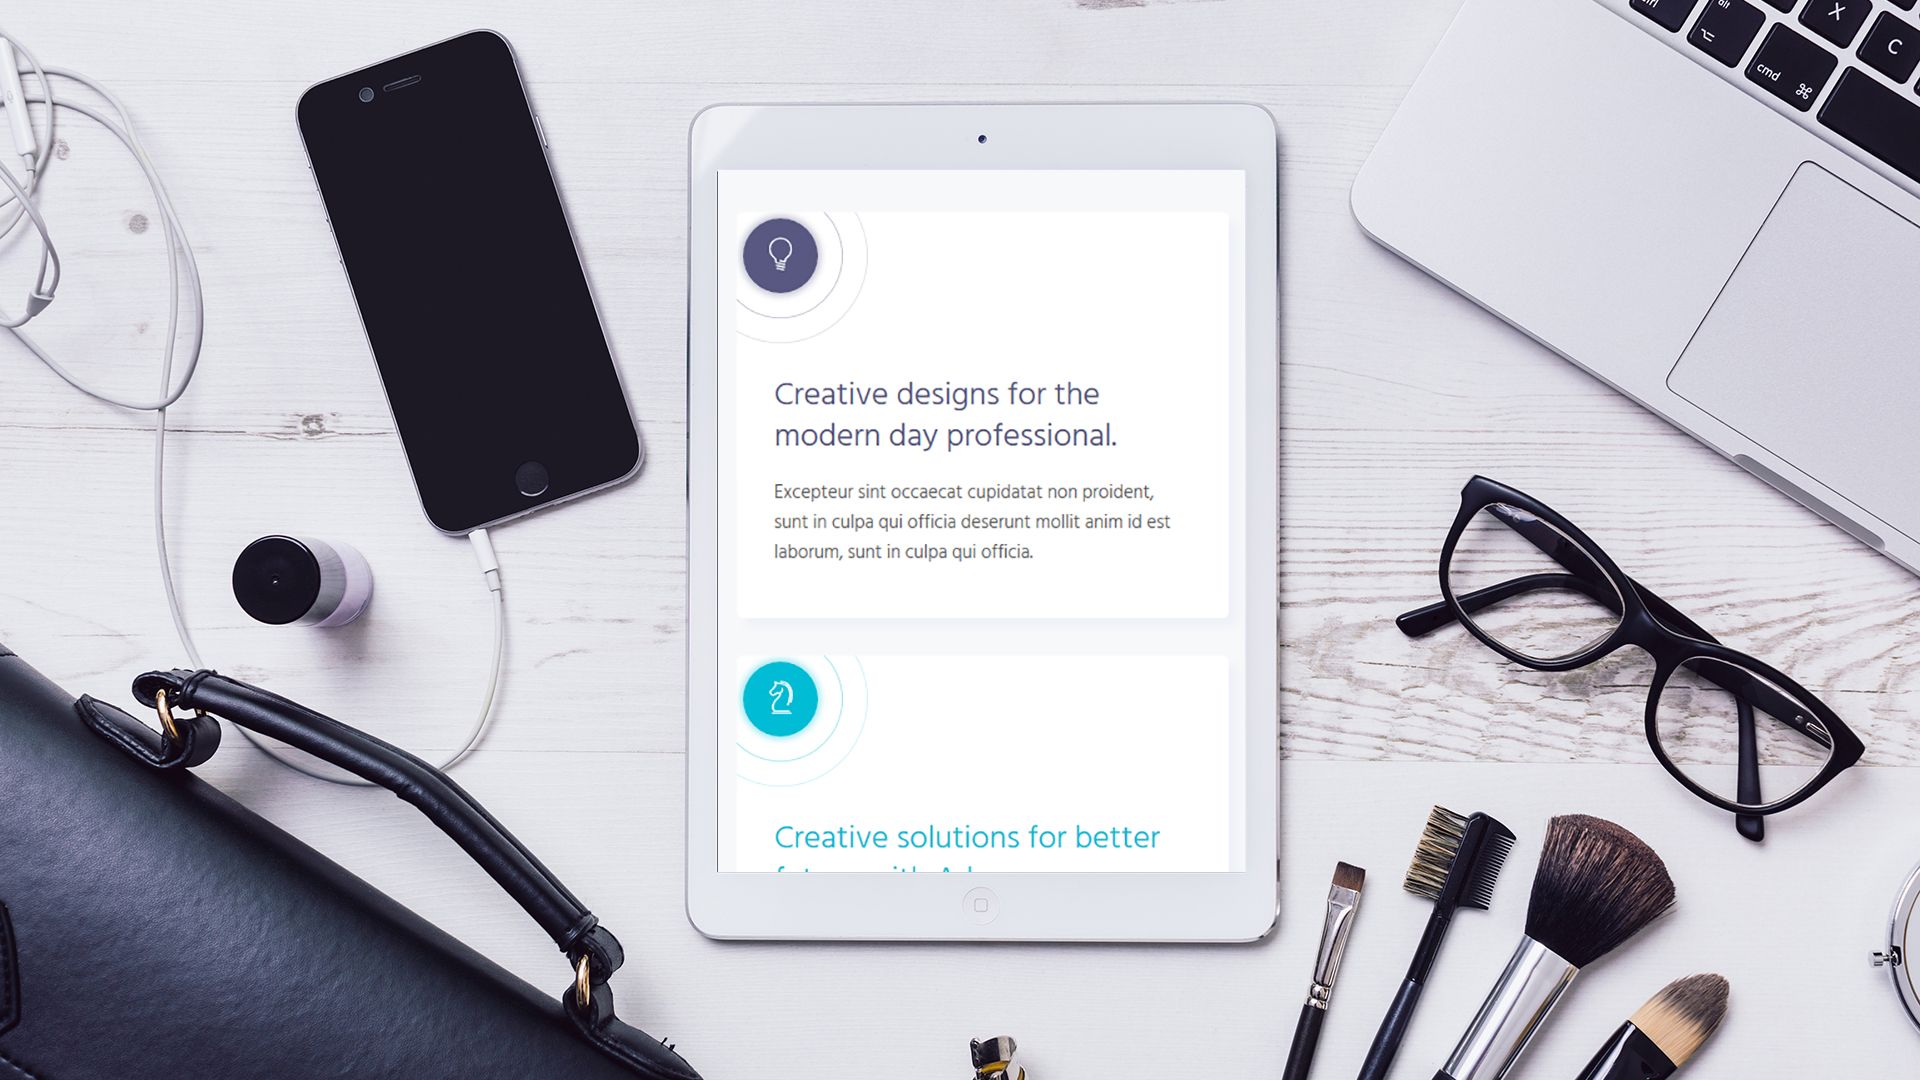 alt
X
C
cmd
⌘
Creative designs for the
modern day professional.
Excepteur sint occaecat cupidatat non proident,
sunt in culpa qui officia deserunt mollit anim id est
laborum, sunt in culpa qui officia.
Creative solutions for better